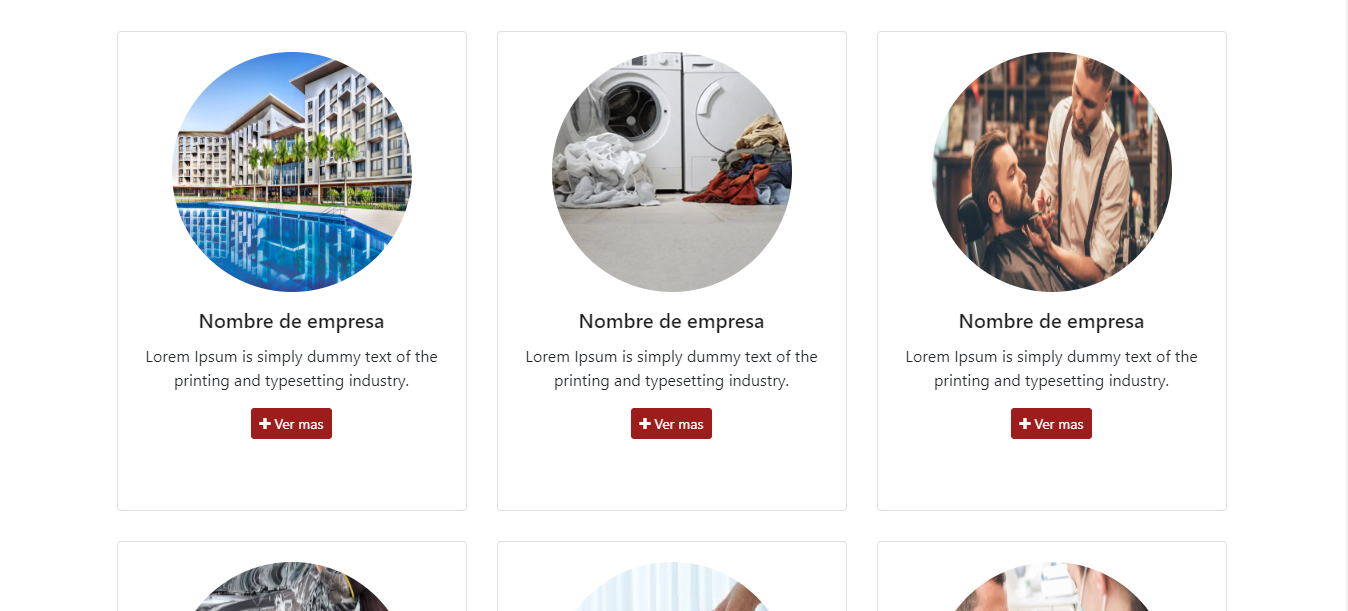 Nombre de empresa
Lorem Ipsum is simply dummy text of the
printing and typesetting industry.
Ver mas
Nombre de empresa
Lorem Ipsum is simply dummy text of the
printing and typesetting industry.
Ver mas
Nombre de empresa
Lorem Ipsum is simply dummy text of the
printing and typesetting industry.
Ver mas